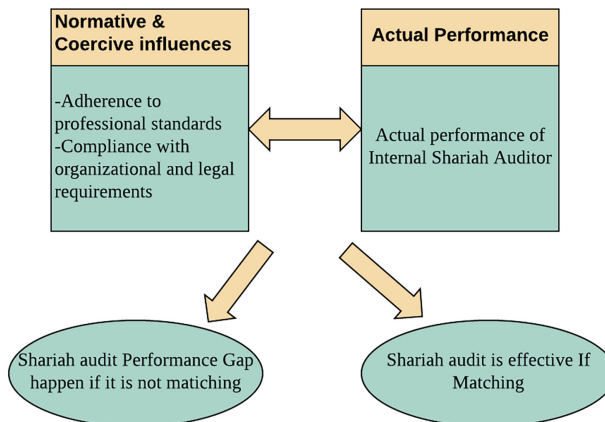 Normative &
Coercive influences
-Adherence to
professional standards
-Compliance with
organizational and legal
requirements
Actual Performance
Actual performance of
Internal Shariah Auditor
Shariah audit Performance Gap
happen if it is not matiching
Shariah audit is effective If
Matching